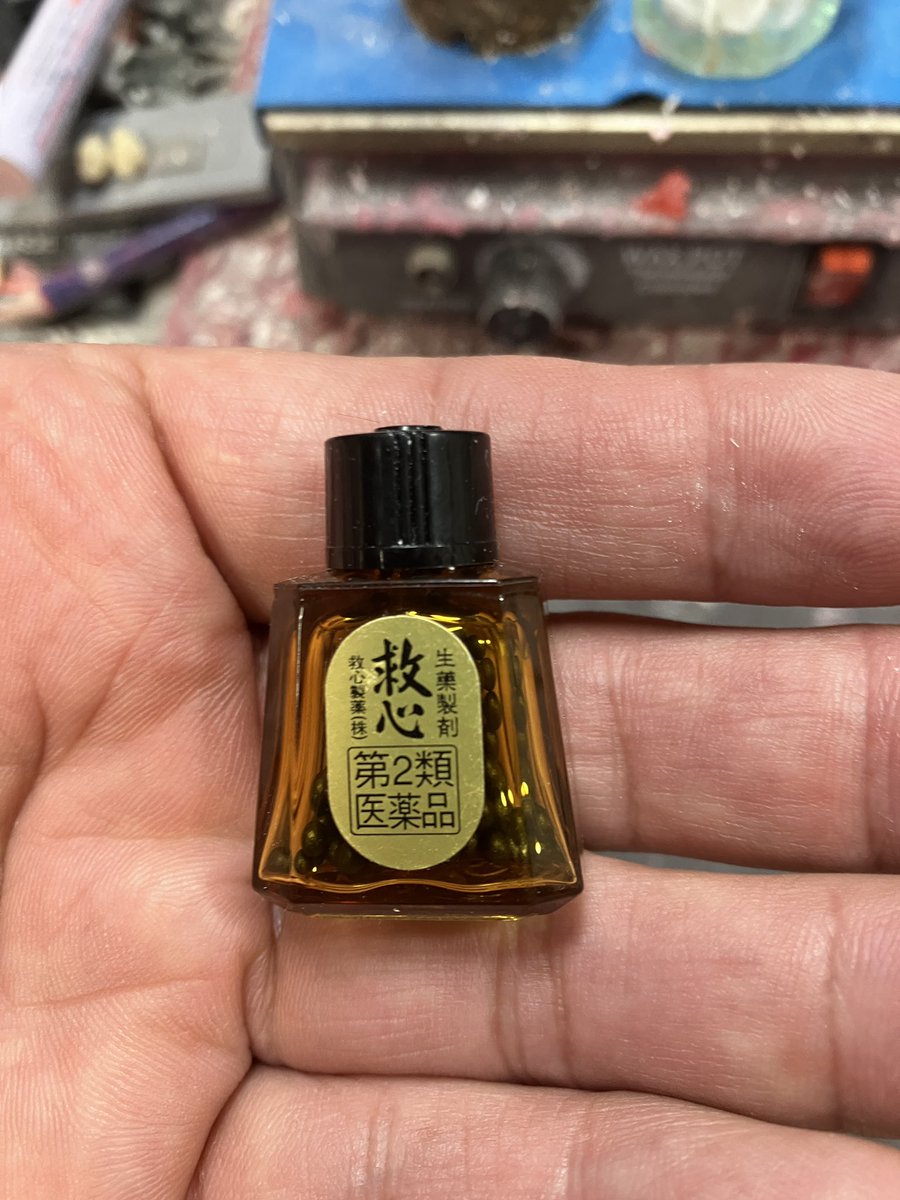 生薬製剤
救心
救心製薬(株)
第2類
医薬品